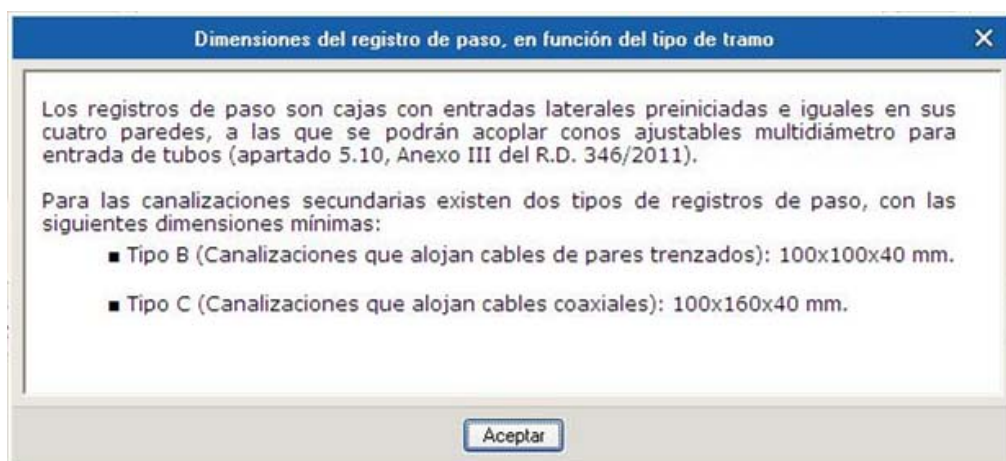 Dimensiones del registro de paso, en función del tipo de tramo
Los registros de paso son cajas con entradas laterales preiniciadas e iguales en sus
cuatro paredes, a las que se podrán acoplar conos ajustables multidiámetro para
entrada de tubos (apartado 5.10, Anexo III del R.D. 346/2011).
Para las canalizaciones secundarias existen dos tipos de registros de paso, con las
siguientes dimensiones mínimas:
■ Tipo B (Canalizaciones que alojan cables de pares trenzados): 100x100x40 mm.
■ Tipo C (Canalizaciones que alojan cables coaxiales): 100x160x40 mm.
Aceptar